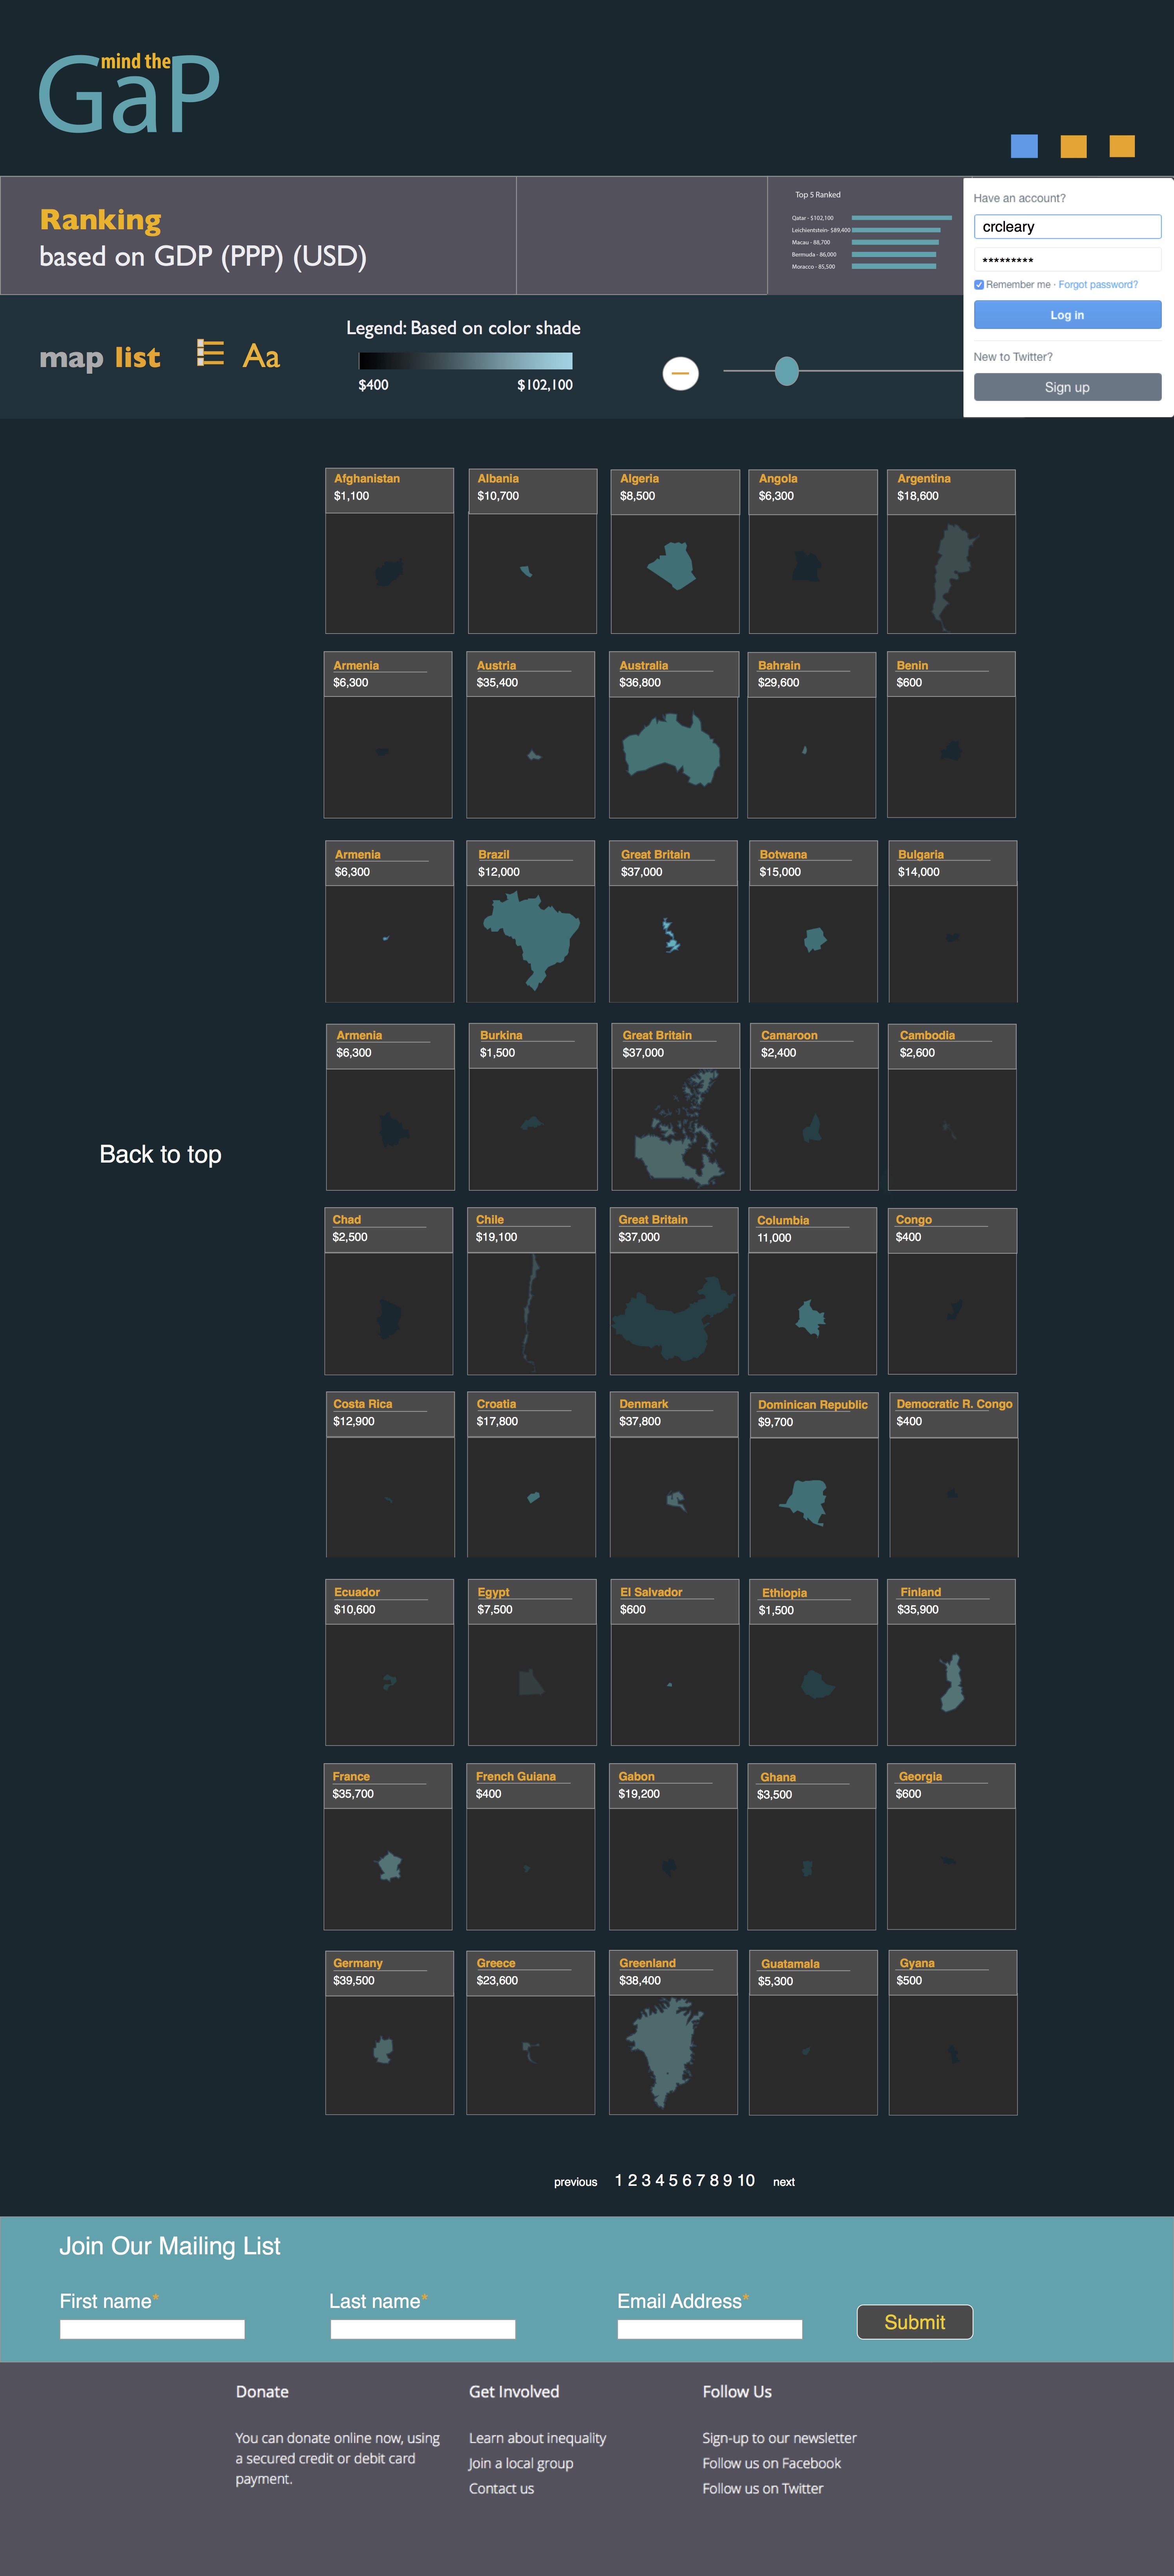 mind the
GaP
Ranking
based on GDP (PPP) (USD)
Top 5 Ranked
Qatar - $102,100
Leichientstein- $89,400
Macau - 88,700
Bermuda - 86,000
Moracco - 85,500
Have an account?
crcleary
*********
Remember me · Forgot password?
Log in
New to Twitter?
Sign up
map list
Aa
Legend: Based on color shade
$400 $102,100
Afghanistan Albania Algeria Angola Argentina
$1,100 $10,700 $8,500 $6,300 $18,600
Armenia Austria Australia Bahrain Benin
$6,300 $35,400 $36,800 $29,600 $600
Armenia Brazil Great Britain Botwana Bulgaria
$6,300 $12,000 $37,000 $15,000 $14,000
Armenia Burkina Great Britain Camaroon Cambodia
$6,300 $1,500 $37,000 $2,400 $2,600
Back to top
Chad Chile Great Britain Columbia Congo
$2,500 $19,100 $37,000 11,000 $400
Costa Rica Croatia Denmark Dominican Republic Democratic R. Congo
$12,900 $17,800 $37,800 $9,700 $400
Ecuador Egypt El Salvador Ethiopia Finland
$10,600 $7,500 $600 $1,500 $35,900
France French Guiana Gabon Ghana Georgia
$35,700 $400 $19,200 $3,500 $600
Germany Greece Greenland Guatamala Gyana
$39,500 $23,600 $38,400 $5,300 $500
previous 1 2 3 4 5 6 7 8 9 10 next
Join Our Mailing List
First name* Last name* Email Address*
Submit
Donate
You can donate online now, using
a secured credit or debit card
payment.
Get Involved
Learn about inequality
Join a local group
Contact us
Follow Us
Sign-up to our newsletter
Follow us on Facebook
Follow us on Twitter